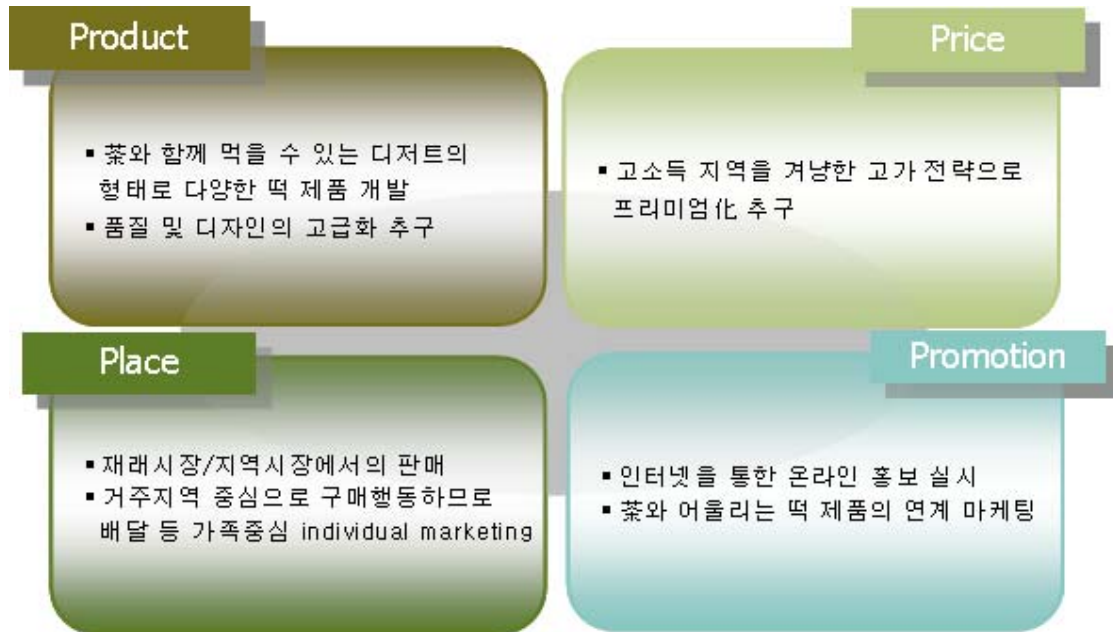 Product
▪ 茶와 함께 먹을 수 있는 디저트의
형태로 다양한 떡 제품 개발
▪ 품질 및 디자인의 고급화 추구
Price
▪ 고소득 지역을 겨냥한 고가 전략으로
프리미엄化 추구
Place
▪ 재래시장/지역시장에서의 판매
▪ 거주지역 중심으로 구매행동하므로
배달 등 가족중심 individual marketing
Promotion
▪ 인터넷을 통한 온라인 홍보 실시
▪ 茶와 어울리는 떡 제품의 연계 마케팅